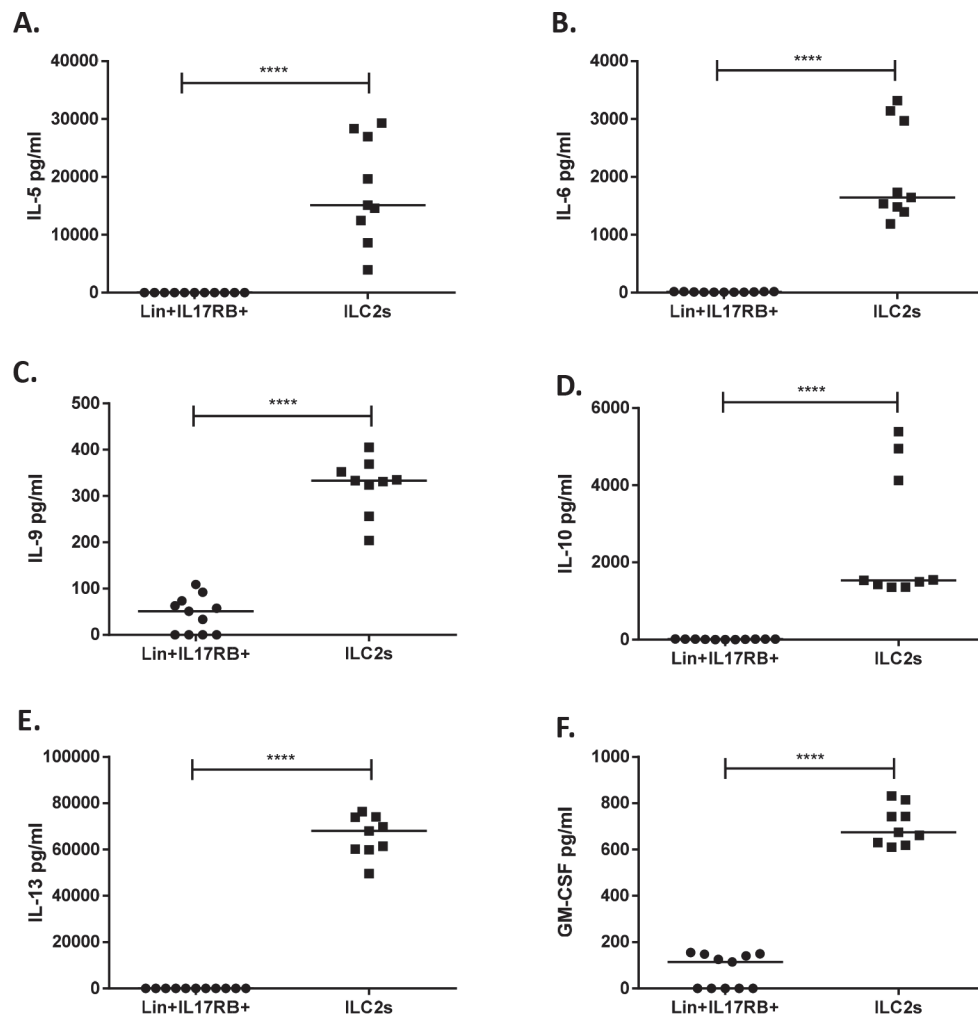 A.
IL-5 pg/ml
40000
30000
20000
10000
0
****
Lin+IL17RB+ ILC2s
B.
IL-6 pg/ml
4000
3000
2000
1000
0
****
Lin+IL17RB+ ILC2s
C.
IL-9 pg/ml
500
400
300
200
100
0
****
Lin+IL17RB+ ILC2s
D.
IL-10 pg/ml
6000
4000
2000
0
****
Lin+IL17RB+ ILC2s
E.
IL-13 pg/ml
100000
80000
60000
40000
20000
0
****
Lin+IL17RB+ ILC2s
F.
GM-CSF pg/ml
1000
800
600
400
200
0
****
Lin+IL17RB+ ILC2s